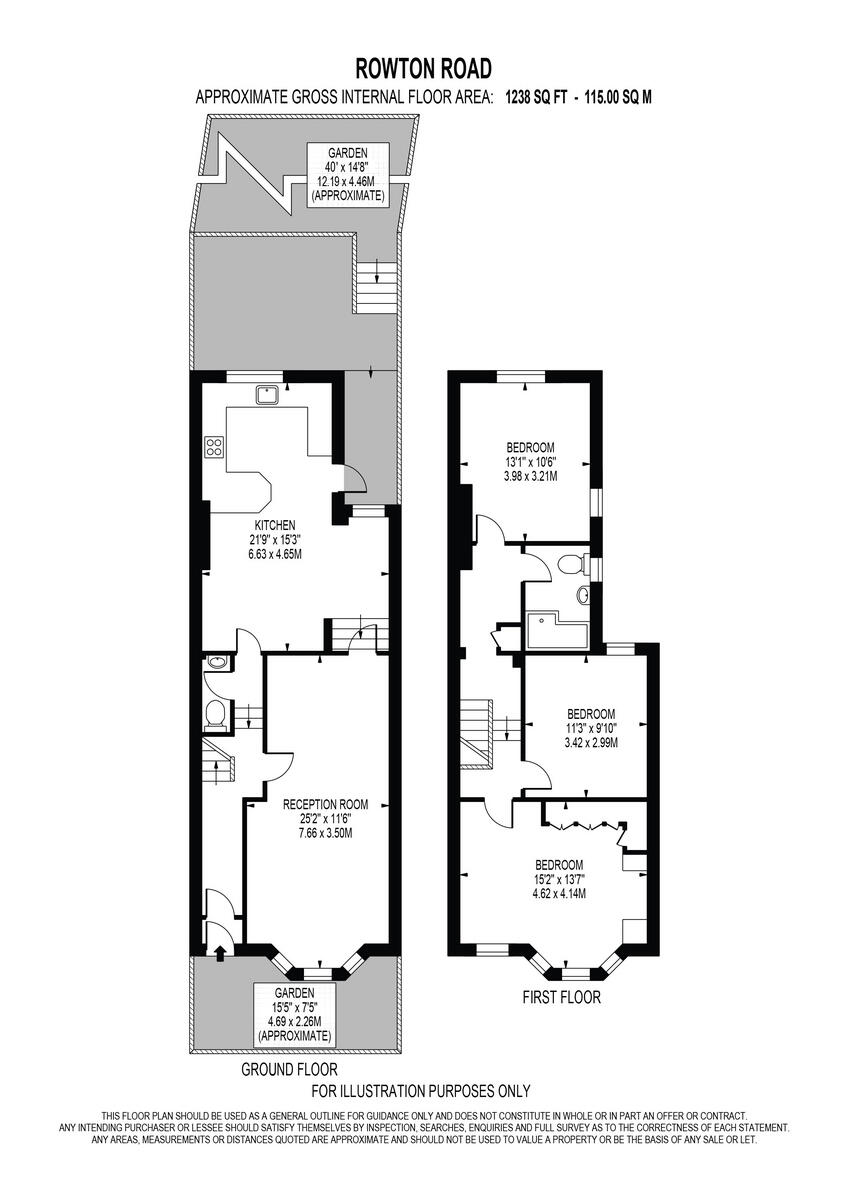 ROWTON ROAD
APPROXIMATE GROSS INTERNAL FLOOR AREA: 1238 SQ FT - 115.00 SQ M
GARDEN
40' x 14'8"
12.19 x 4.46M
(APPROXIMATE)
KITCHEN
21'9" x 15'3"
6.63 x 4.65M
RECEPTION ROOM
25'2" x 11'6"
7.66 x 3.50M
GARDEN
15'5" x 7'5"
4.69 x 2.26M
(APPROXIMATE)
GROUND FLOOR
BEDROOM
13'1" x 10'6"
3.98 x 3.21M
BEDROOM
11'3" x 9'10"
3.42 x 2.99M
BEDROOM
15'2" x 13'7"
4.62 x 4.14M
FIRST FLOOR
FOR ILLUSTRATION PURPOSES ONLY
THIS FLOOR PLAN SHOULD BE USED AS A GENERAL OUTLINE FOR GUIDANCE ONLY AND DOES NOT CONSTITUTE IN WHOLE OR IN PART AN OFFER OR CONTRACT.
ANY INTENDING PURCHASER OR LESSEE SHOULD SATISFY THEMSELVES BY INSPECTION, SEARCHES, ENQUIRIES AND FULL SURVEY AS TO THE CORRECTNESS OF EACH STATEMENT.
ANY AREAS, MEASUREMENTS OR DISTANCES QUOTED ARE APPROXIMATE AND SHOULD NOT BE USED TO VALUE A PROPERTY OR BE THE BASIS OF ANY SALE OR LET.